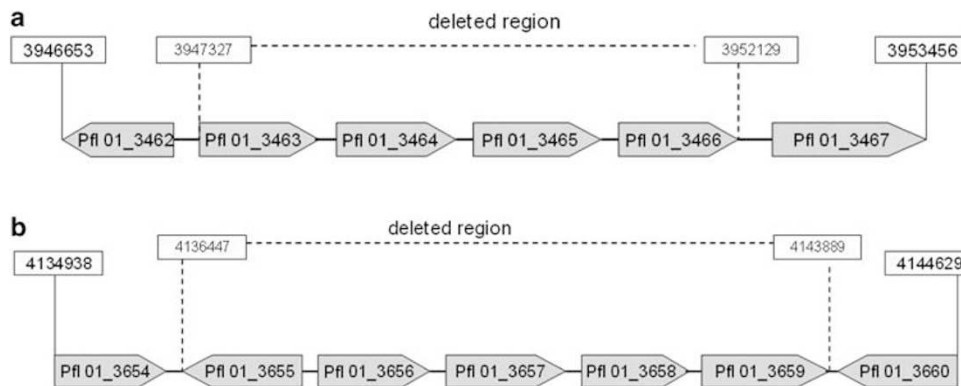 a
deleted region
3946653 3947327 3952129 3953456
Pfl 01_3462 Pfl 01_3463 Pfl 01_3464 Pfl 01_3465 Pfl 01_3466 Pfl 01_3467
b
deleted region
4136447 4143889
4134938 4144629
Pfl 01_3654 Pfl 01_3655 Pfl 01_3656 Pfl 01_3657 Pfl 01_3658 Pfl 01_3659 Pfl 01_3660